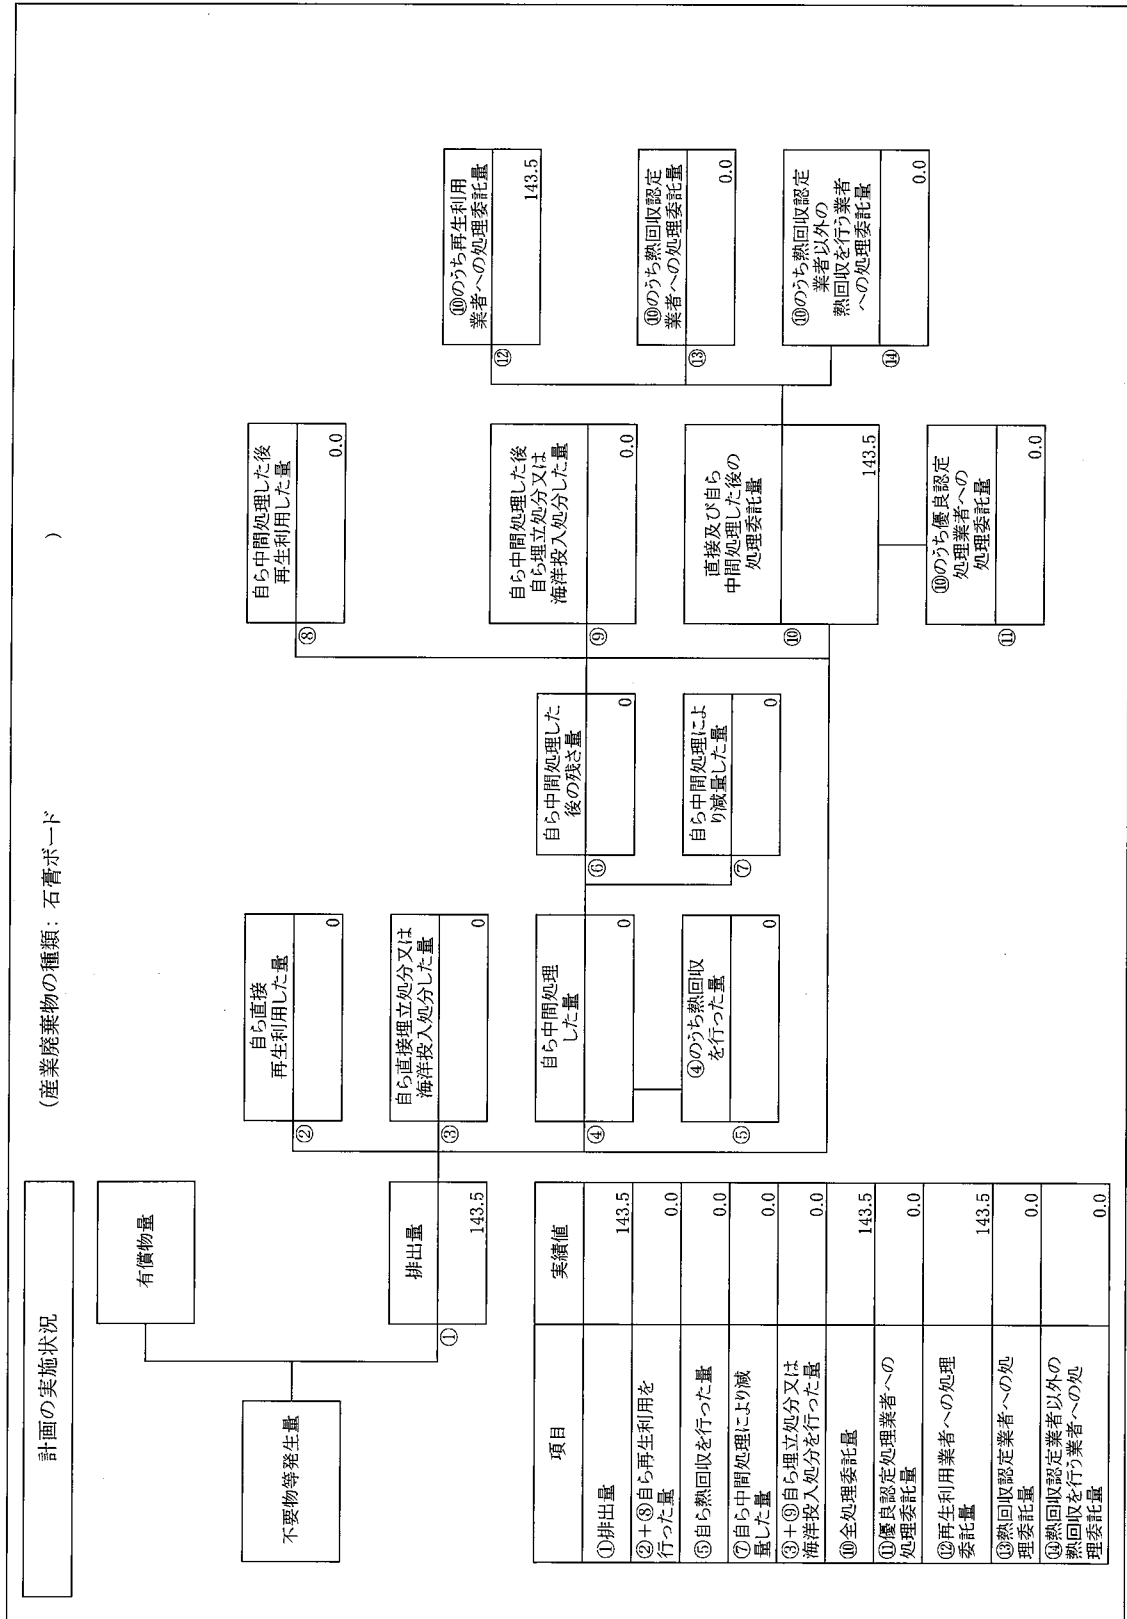 計画の実施状況
(産業廃棄物の種類: 石膏ボード
)
不要物等発生量
有償物量
①
排出量
143.5
②
自ら直接
再生利用した量
0
③
自ら直接埋立処分又は
海洋投入処分した量
0
④
自ら中間処理
した量
0
⑤
④のうち熱回収
を行った量
0
⑥
自ら中間処理した
後の残さ量
0
⑦
自ら中間処理によ
り減量した量
0
⑧
自ら中間処理した後
再生利用した量
0.0
⑨
自ら中間処理した後
自ら埋立処分又は
海洋投入処分した量
0.0
⑩
直接及び自ら
中間処理した後の
処理委託量
143.5
⑪
⑩のうち優良認定
処理業者への
処理委託量
0.0
⑫
⑩のうち再生利用
業者への処理委託量
143.5
⑬
⑩のうち熱回収認定
業者への処理委託量
0.0
⑭
⑩のうち熱回収認定
業者以外の
熱回収を行う業者
への処理委託量
0.0
項目 実績値
①排出量 143.5
②+⑧自ら再生利用を
行った量 0.0
⑤自ら熱回収を行った量 0.0
⑦自ら中間処理により減
量した量 0.0
③+⑨自ら埋立処分又は
海洋投入処分を行った量 0.0
⑩全処理委託量 143.5
⑪優良認定処理業者への
処理委託量 0.0
⑫再生利用業者への処理
委託量 143.5
⑬熱回収認定業者への処
理委託量 0.0
⑭熱回収認定業者以外の
熱回収を行う業者への処
理委託量 0.0